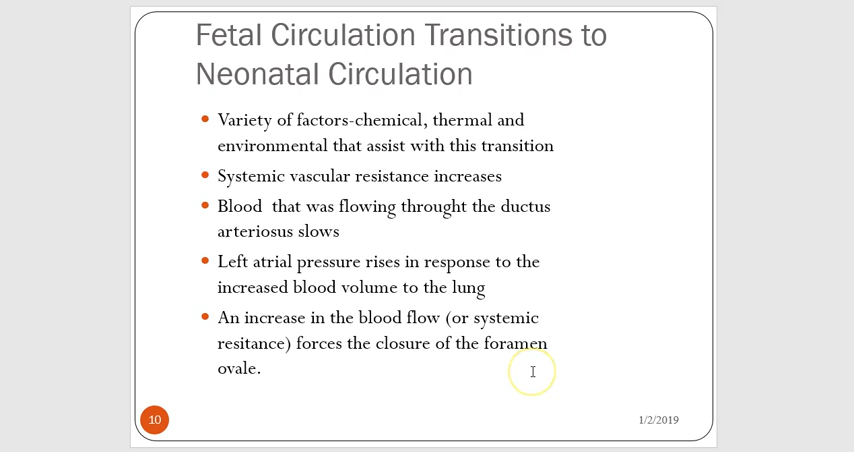 Fetal Circulation Transitions to
Neonatal Circulation
• Variety of factors-chemical, thermal and
environmental that assist with this transition
• Systemic vascular resistance increases
• Blood  that was flowing throught the ductus
arteriosus slows
• Left atrial pressure rises in response to the
increased blood volume to the lung
• An increase in the blood flow (or systemic
resitance) forces the closure of the foramen
ovale.
10
1/2/2019